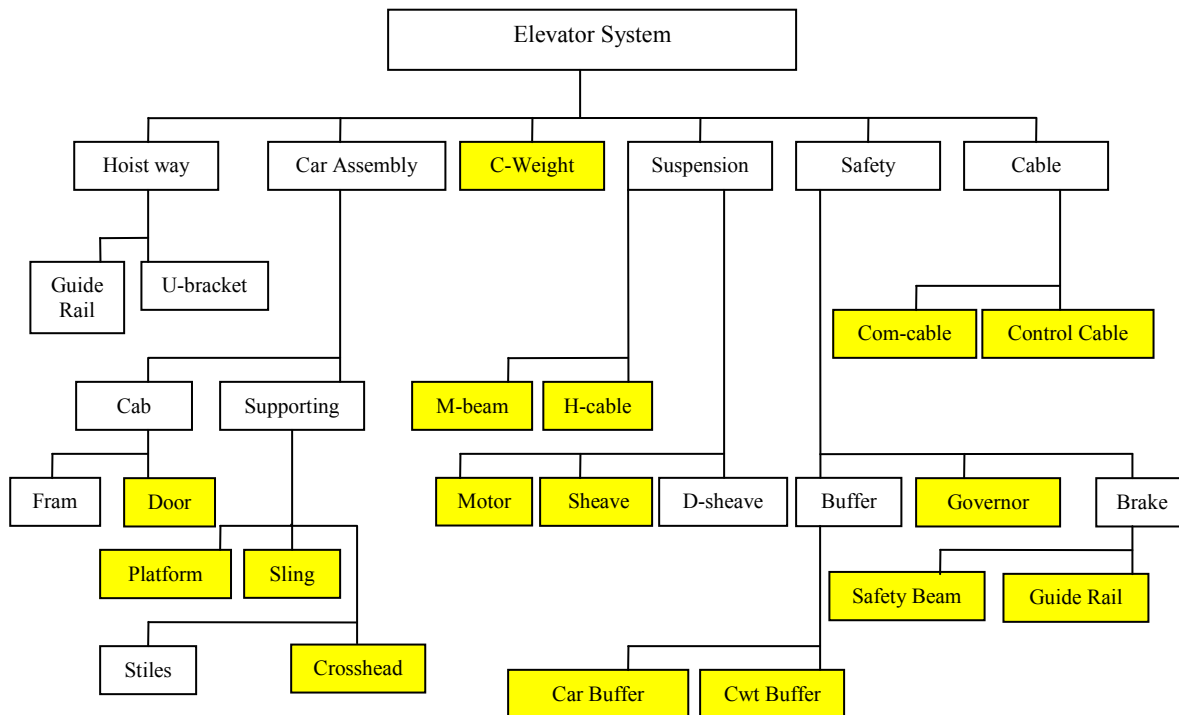 Elevator System
Hoist way
Car Assembly
C-Weight
Suspension
Safety
Cable
Guide
Rail
U-bracket
Com-cable
Control Cable
Cab
Supporting
M-beam
H-cable
Fram
Door
Motor
Sheave
D-sheave
Buffer
Governor
Brake
Platform
Sling
Safety Beam
Guide Rail
Stiles
Crosshead
Car Buffer
Cwt Buffer